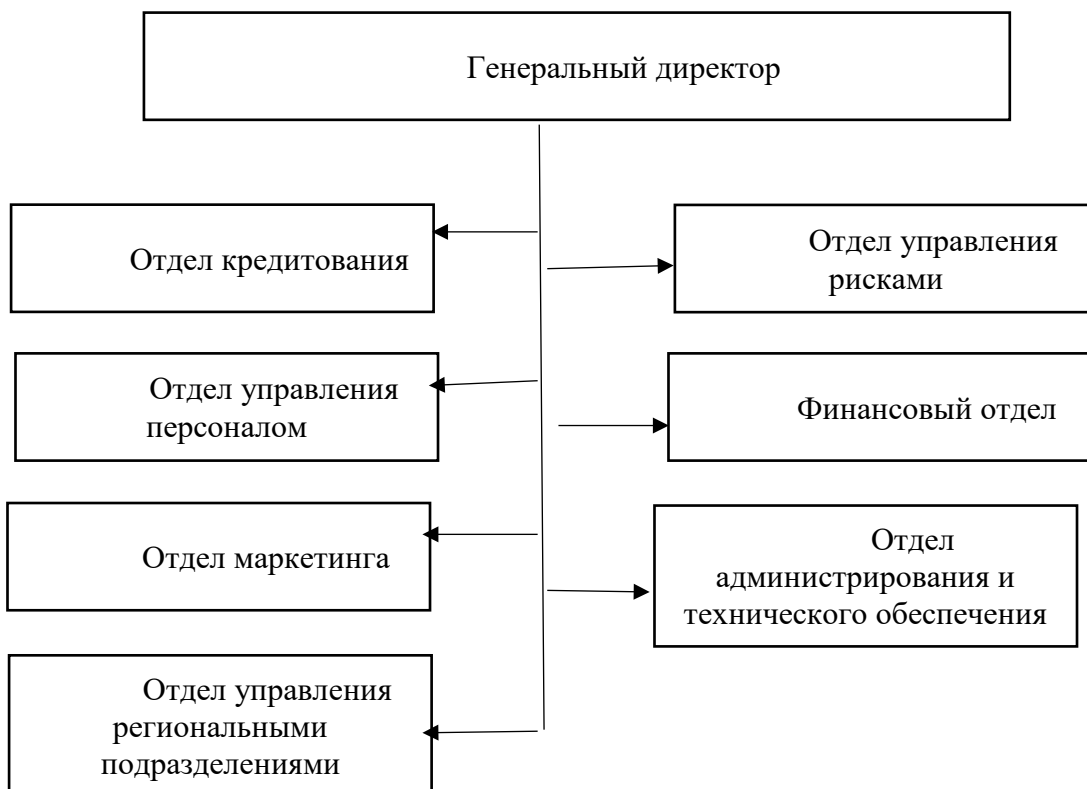 Генеральный директор
Отдел кредитования
Отдел управления
рисками
Отдел управления
персоналом
Финансовый отдел
Отдел маркетинга
Отдел
администрирования и
технического обеспечения
Отдел управления
региональными
подразделениями